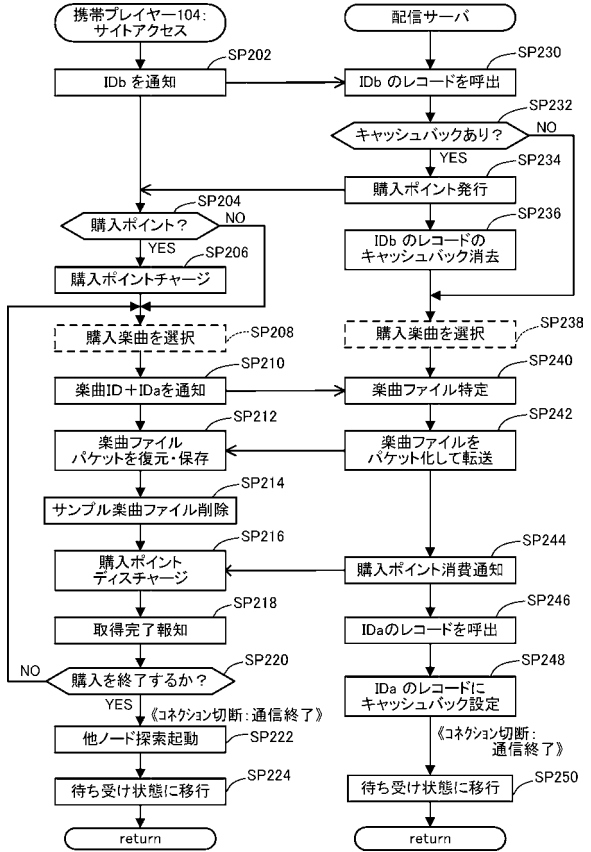 携帯プレイヤー104:
サイトアクセス
SP202
IDb を通知
SP204
購入ポイント?
NO
YES
SP206
購入ポイントチャージ
購入楽曲を選択
SP208
SP210
楽曲ID+IDaを通知
SP212
楽曲ファイル
パケットを復元・保存
SP214
サンプル楽曲ファイル削除
SP216
購入ポイント
ディスチャージ
SP218
取得完了報知
NO
SP220
購入を終了するか?
YES
《コネクション切断:通信終了》
他ノード探索起動
SP222
SP224
待ち受け状態に移行
return
配信サーバ
SP230
IDb のレコードを呼出
SP232
キャッシュバックあり?
NO
YES
SP234
購入ポイント発行
SP236
IDb のレコードの
キャッシュバック消去
購入楽曲を選択
SP238
SP240
楽曲ファイル特定
SP242
楽曲ファイルを
パケット化して転送
SP244
購入ポイント消費通知
SP246
IDaのレコードを呼出
SP248
IDa のレコードに
キャッシュバック設定
《コネクション切断:
通信終了》
SP250
待ち受け状態に移行
return